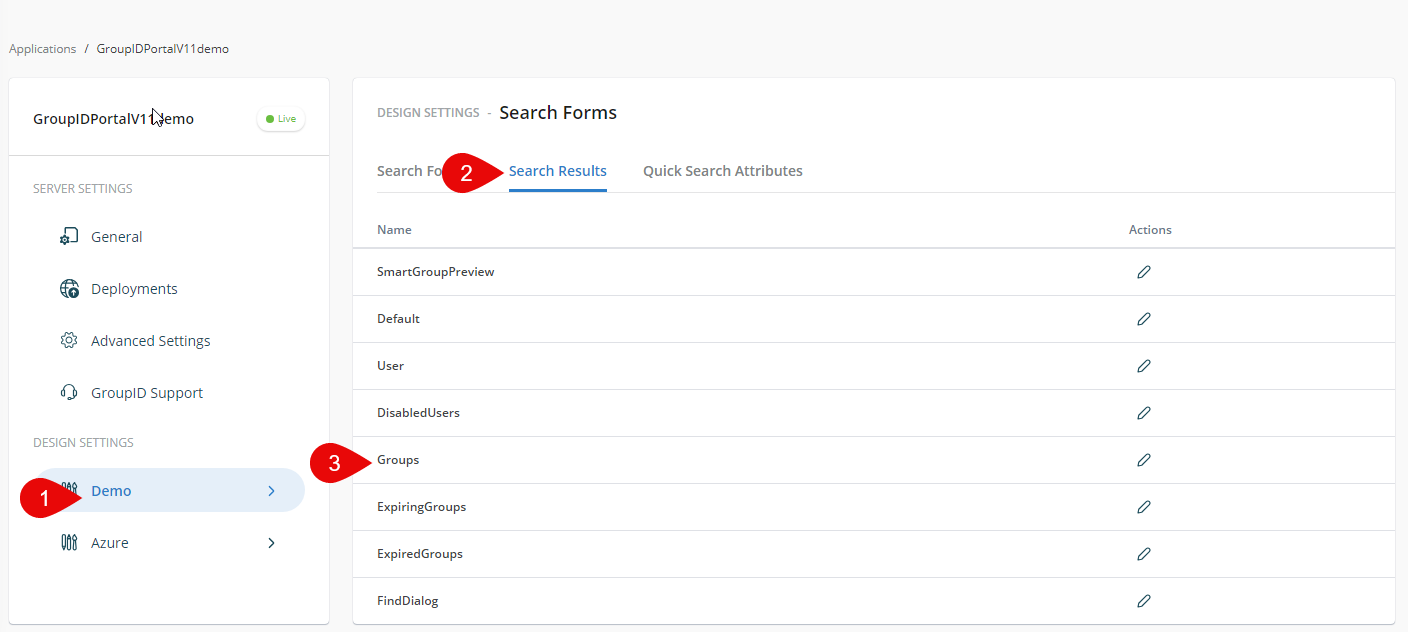 Applications / GroupIDPortalV11demo
GroupIDPortalV11demo
Live
SERVER SETTINGS
General
Deployments
Advanced Settings
GroupID Support
DESIGN SETTINGS
1 Demo
Azure
DESIGN SETTINGS - Search Forms
Search Fo 2 Search Results Quick Search Attributes
Name Actions
SmartGroupPreview
Default
User
DisabledUsers
3 Groups
ExpiringGroups
ExpiredGroups
FindDialog